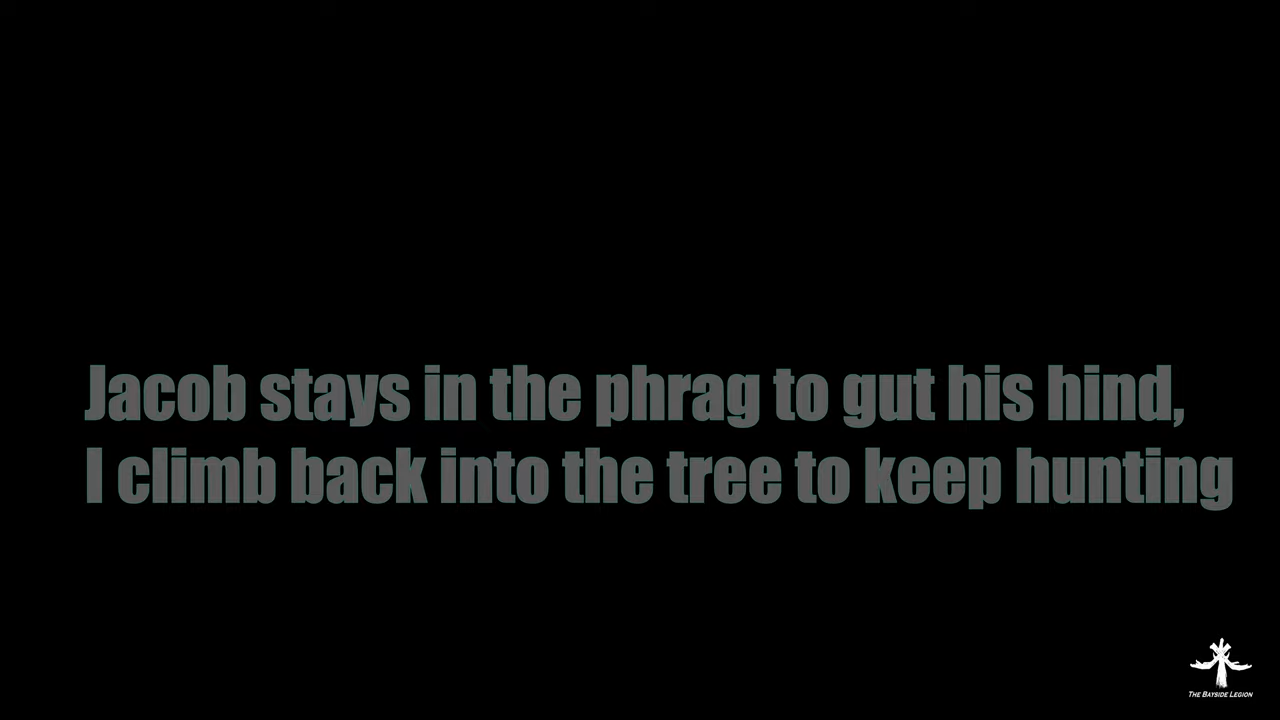 Jacob stays in the phrag to gut his hind,
I climb back into the tree to keep hunting
THE BAYSIDE LEGION